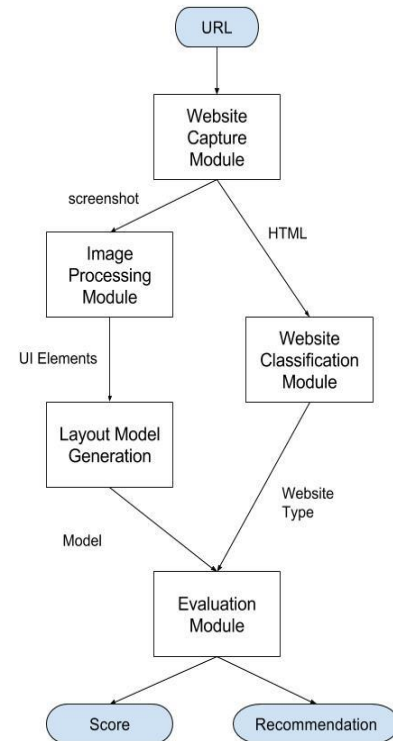 URL
Website
Capture
Module
screenshot
HTML
Image
Processing
Module
UI Elements
Website
Classification
Module
Layout Model
Generation
Website
Type
Model
Evaluation
Module
Score
Recommendation